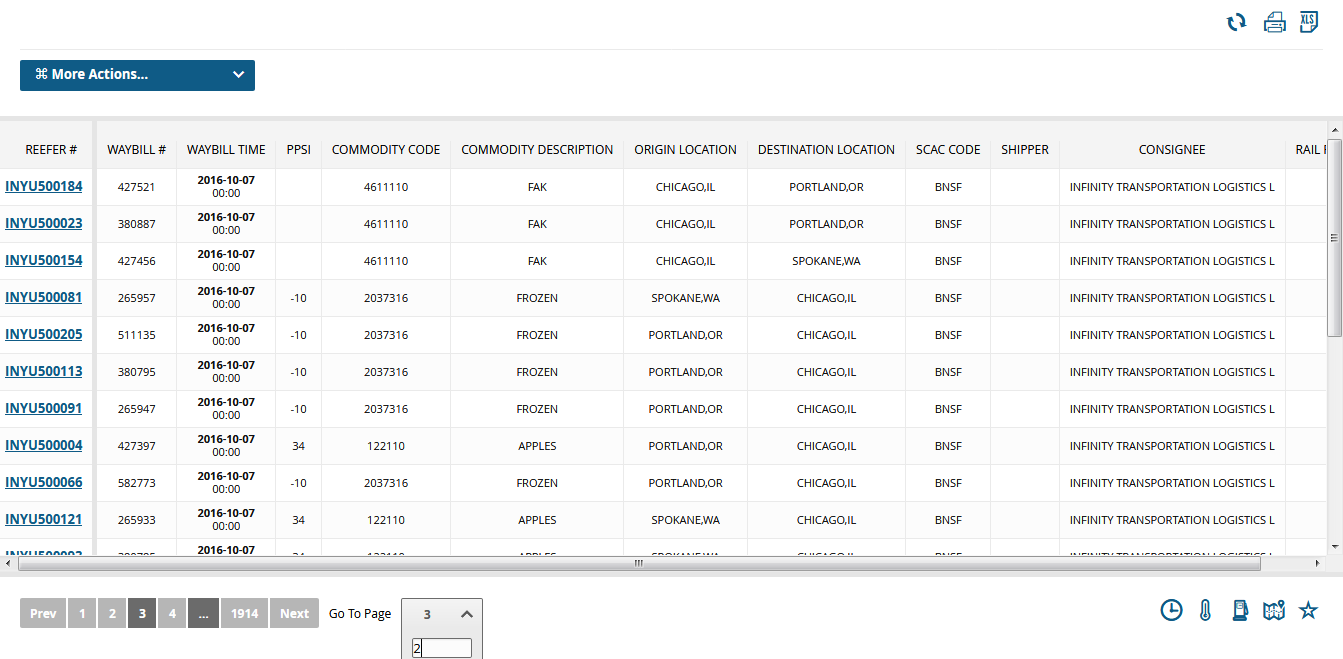 XLS
⌘ More Actions...
REEFER # WAYBILL # WAYBILL TIME PPSI COMMODITY CODE COMMODITY DESCRIPTION ORIGIN LOCATION DESTINATION LOCATION SCAC CODE SHIPPER CONSIGNEE RAIL
INYU500184 427521 2016-10-07 00:00 4611110 FAK CHICAGO,IL PORTLAND,OR BNSF INFINITY TRANSPORTATION LOGISTICS L
INYU500023 380887 2016-10-07 00:00 4611110 FAK CHICAGO,IL PORTLAND,OR BNSF INFINITY TRANSPORTATION LOGISTICS L
INYU500154 427456 2016-10-07 00:00 4611110 FAK CHICAGO,IL SPOKANE,WA BNSF INFINITY TRANSPORTATION LOGISTICS L
INYU500081 265957 2016-10-07 00:00 -10 2037316 FROZEN SPOKANE,WA CHICAGO,IL BNSF INFINITY TRANSPORTATION LOGISTICS L
INYU500205 511135 2016-10-07 00:00 -10 2037316 FROZEN PORTLAND,OR CHICAGO,IL BNSF INFINITY TRANSPORTATION LOGISTICS L
INYU500113 380795 2016-10-07 00:00 -10 2037316 FROZEN PORTLAND,OR CHICAGO,IL BNSF INFINITY TRANSPORTATION LOGISTICS L
INYU500091 265947 2016-10-07 00:00 -10 2037316 FROZEN PORTLAND,OR CHICAGO,IL BNSF INFINITY TRANSPORTATION LOGISTICS L
INYU500004 427397 2016-10-07 00:00 34 122110 APPLES PORTLAND,OR CHICAGO,IL BNSF INFINITY TRANSPORTATION LOGISTICS L
INYU500066 582773 2016-10-07 00:00 -10 2037316 FROZEN PORTLAND,OR CHICAGO,IL BNSF INFINITY TRANSPORTATION LOGISTICS L
INYU500121 265933 2016-10-07 00:00 34 122110 APPLES SPOKANE,WA CHICAGO,IL BNSF INFINITY TRANSPORTATION LOGISTICS L
2016-10-07
Prev 1 2 3 4 ... 1914 Next Go To Page 3
2